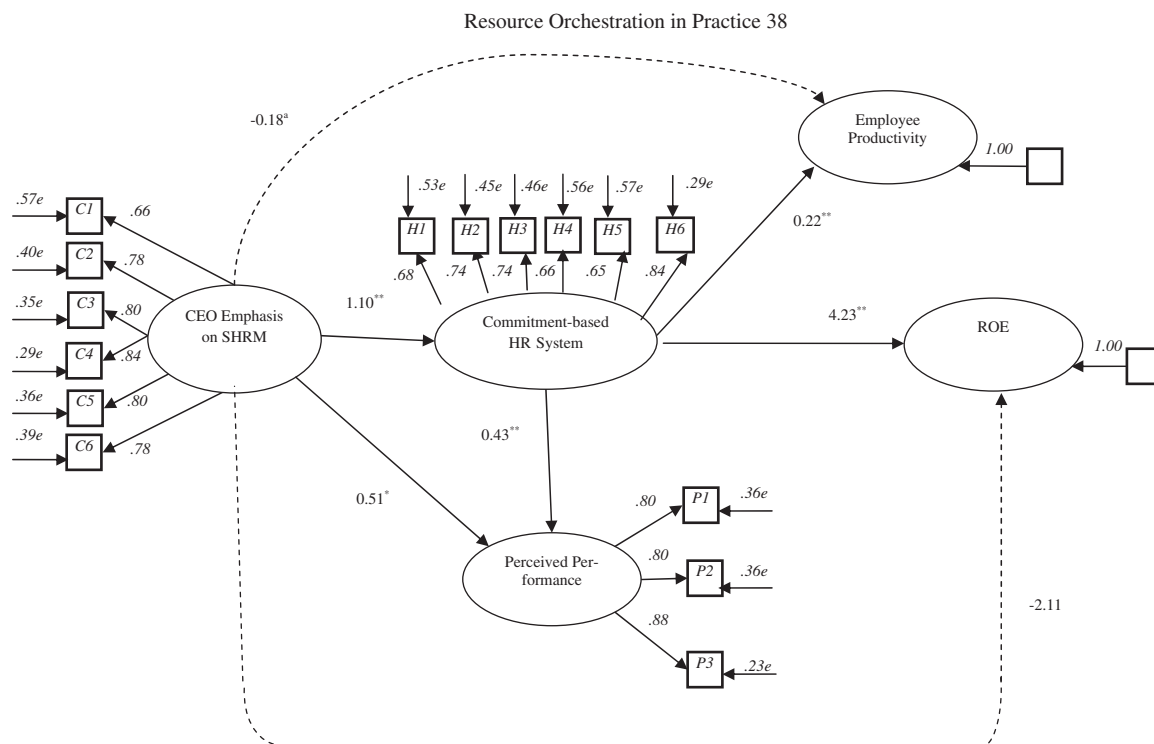 Resource Orchestration in Practice 38
-0.18ᵃ
Employee
Productivity
1.00
.57e
C1
.66
.40e
C2
.78
.35e
C3
.80
.29e
C4
.84
.36e
C5
.80
.39e
C6
.78
CEO Emphasis
on SHRM
1.10**
.53e
.45e
.46e
.56e
.57e
.29e
H1
H2
H3
H4
H5
H6
.68
.74
.74
.66
.65
.84
Commitment-based
HR System
0.22**
4.23**
ROE
1.00
0.43**
0.51*
Perceived Per-
formance
.80
P1
.36e
.80
P2
.36e
.88
P3
.23e
-2.11